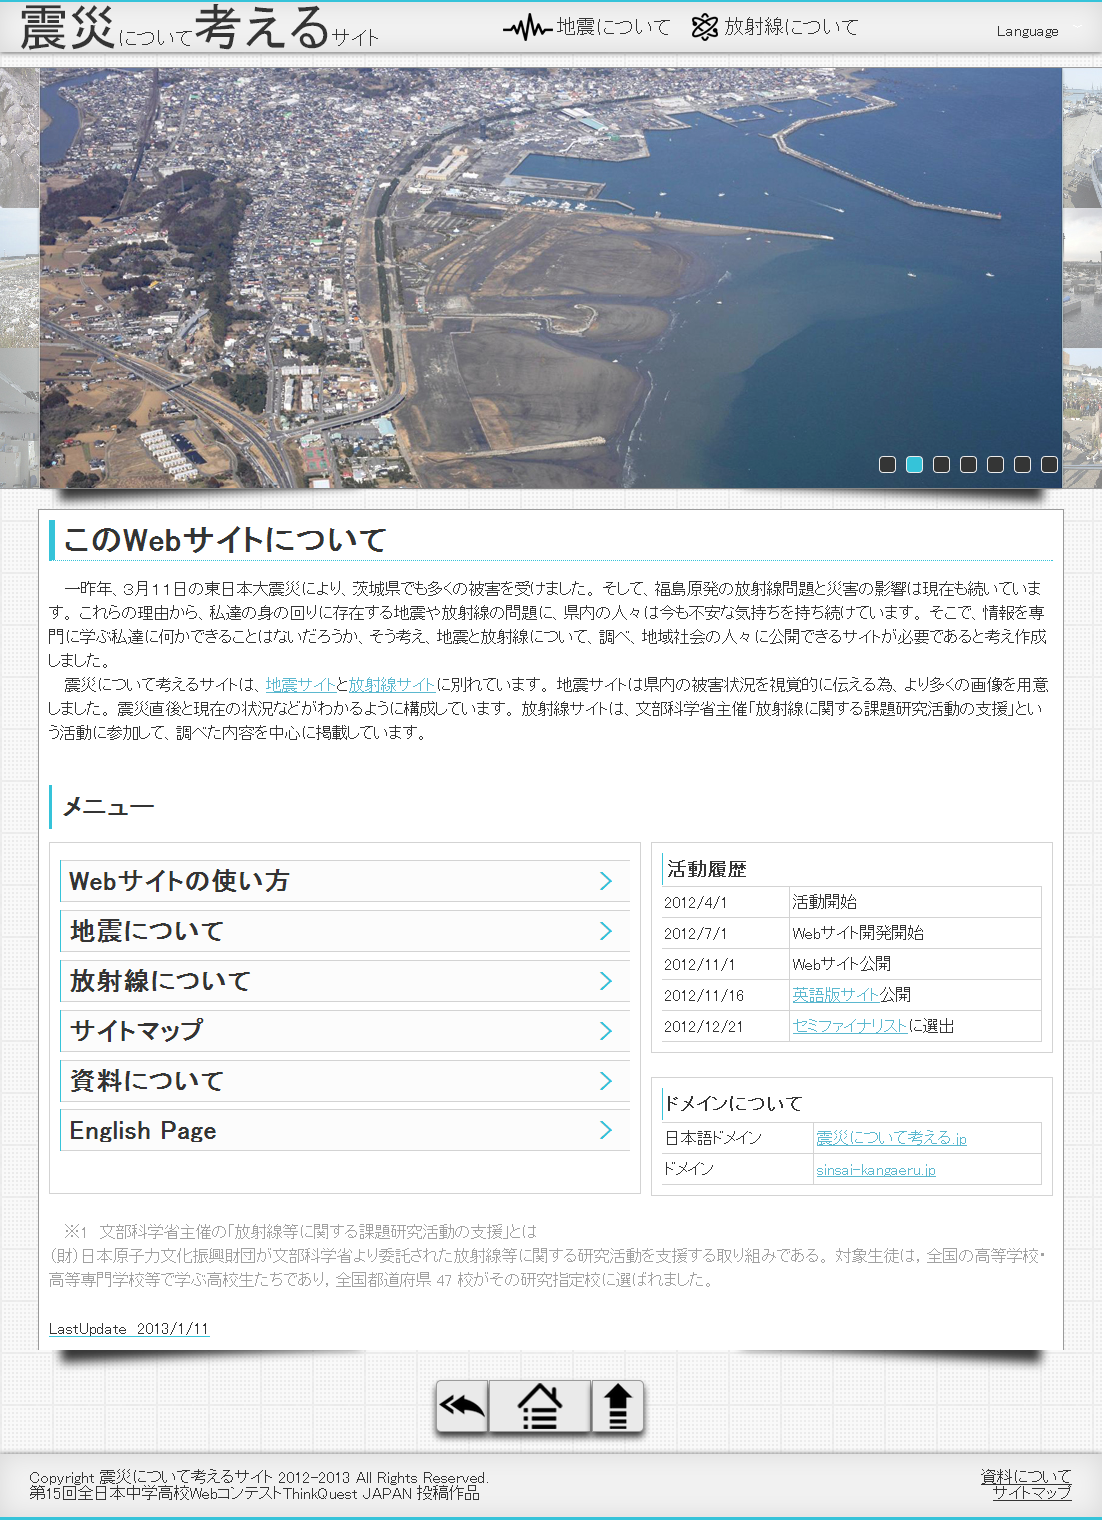 震災について考えるサイト
地震について
放射線について
Language
このWebサイトについて
　一昨年、３月１１日の東日本大震災により、茨城県でも多くの被害を受けました。そして、福島原発の放射線問題と災害の影響は現在も続いていま
す。これらの理由から、私達の身の回りに存在する地震や放射線の問題に、県内の人々は今も不安な気持ちを持ち続けています。そこで、情報を専
門に学ぶ私達に何かできることはないだろうか、そう考え、地震と放射線について、調べ、地域社会の人々に公開できるサイトが必要であると考え作成
しました。
　震災について考えるサイトは、地震サイトと放射線サイトに別れています。地震サイトは県内の被害状況を視覚的に伝える為、より多くの画像を用意
しました。震災直後と現在の状況などがわかるように構成しています。放射線サイトは、文部科学省主催「放射線に関する課題研究活動の支援」とい
う活動に参加して、調べた内容を中心に掲載しています。
メニュー
Webサイトの使い方
地震について
放射線について
サイトマップ
資料について
English Page
活動履歴
2012/4/1 活動開始
2012/7/1 Webサイト開発開始
2012/11/1 Webサイト公開
2012/11/16 英語版サイト公開
2012/12/21 セミファイナリストに選出
ドメインについて
日本語ドメイン 震災について考える.jp
ドメイン sinsai-kangaeru.jp
　※1　文部科学省主催の「放射線等に関する課題研究活動の支援」とは
（財）日本原子力文化振興財団が文部科学省より委託された放射線等に関する研究活動を支援する取り組みである。対象生徒は，全国の高等学校・
高等専門学校等で学ぶ高校生たちであり，全国都道府県 47 校がその研究指定校に選ばれました。
LastUpdate　2013/1/11
Copyright 震災について考えるサイト 2012-2013 All Rights Reserved.
第15回全日本中学高校WebコンテストThinkQuest JAPAN 投稿作品
資料について
サイトマップ